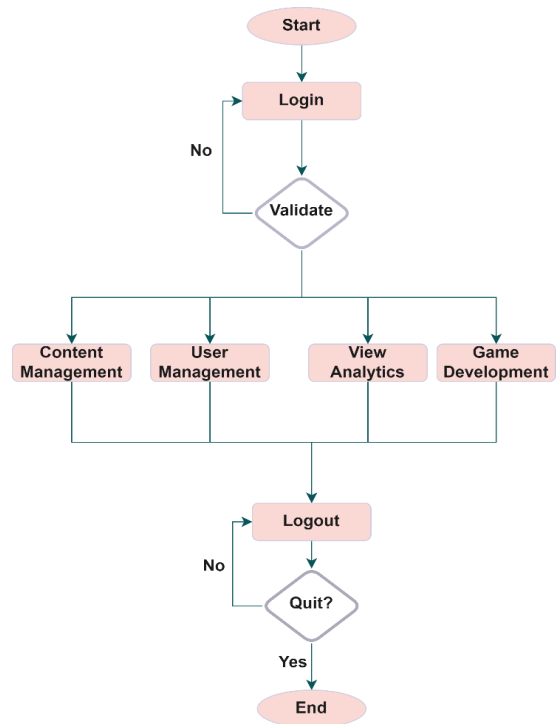 Start
Login
No
Validate
Content
Management
User
Management
View
Analytics
Game
Development
Logout
No
Quit?
Yes
End